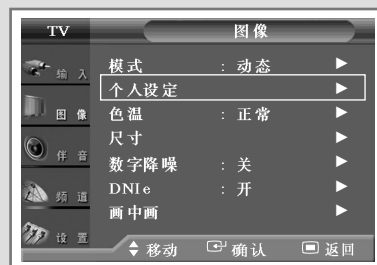 TV 图像
输入
图像
伴音
频道
设置
模式 : 动态 ▶
个人设定 ▶
色温 : 正常 ▶
尺寸 ▶
数字降噪 : 关 ▶
DNIe : 开 ▶
画中画 ▶
移动 确认 返回